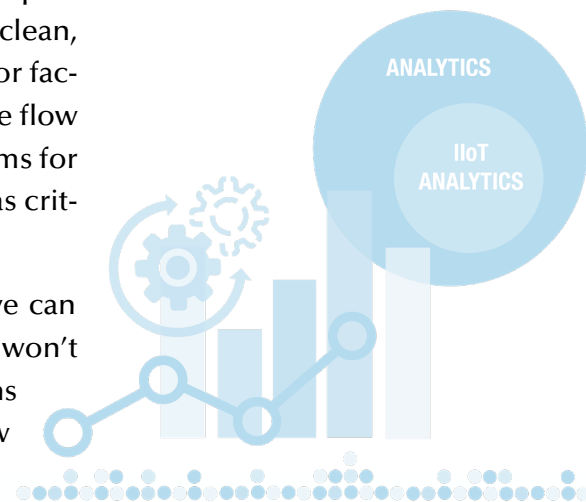 clean,
or fac-
e flow
ms for
as crit-
ve can
won't
ns
ANALYTICS
IIoT
ANALYTICS